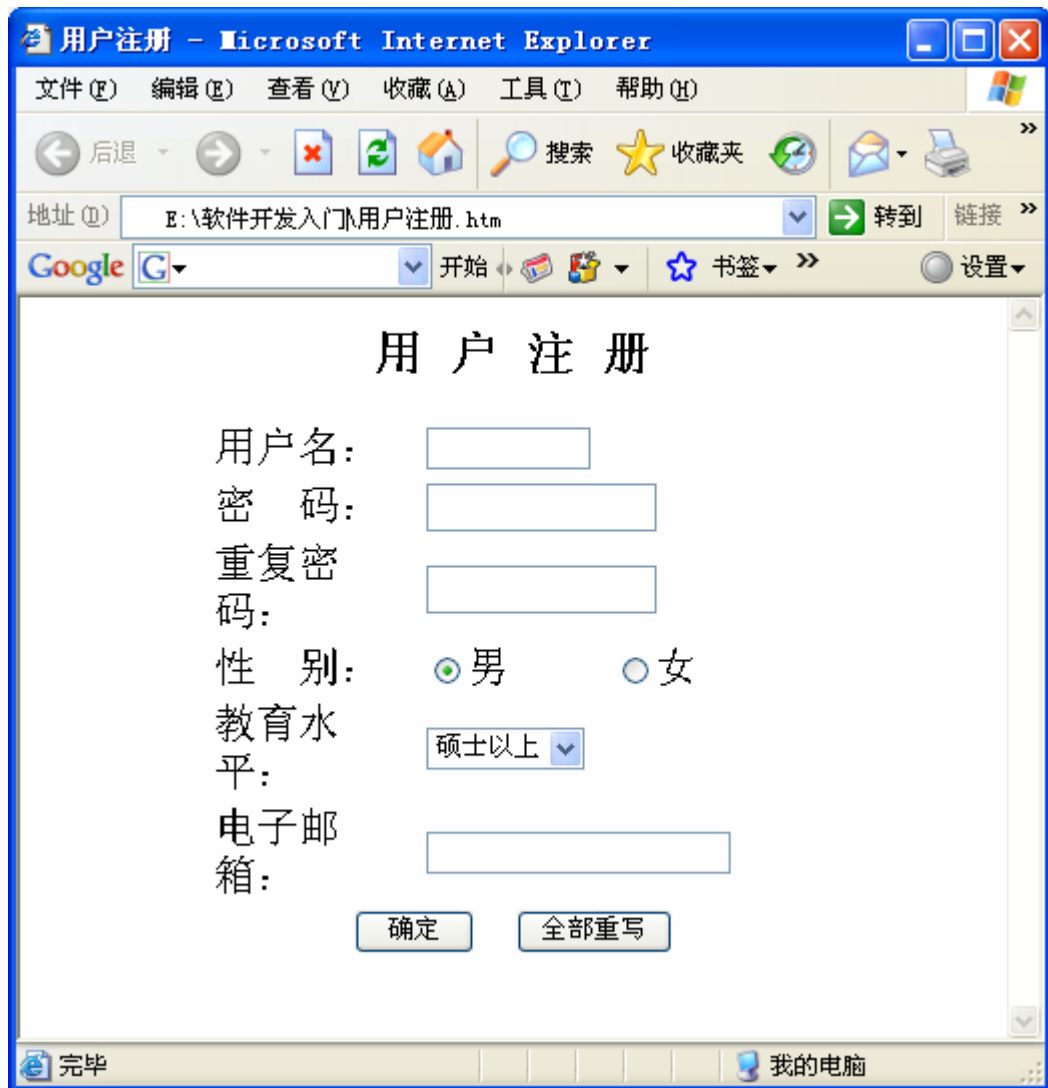 用户注册 - Microsoft Internet Explorer
文件(F) 编辑(E) 查看(V) 收藏(A) 工具(T) 帮助(H)
后退 搜索 收藏夹 »
地址(D) E:\软件开发入门\用户注册.htm 转到 链接 »
Google G 开始 书签 » 设置
用 户 注 册
用户名:
密 码:
重复密
码:
性 别: 男 女
教育水
平: 硕士以上
电子邮
箱:
确定 全部重写
完毕 我的电脑